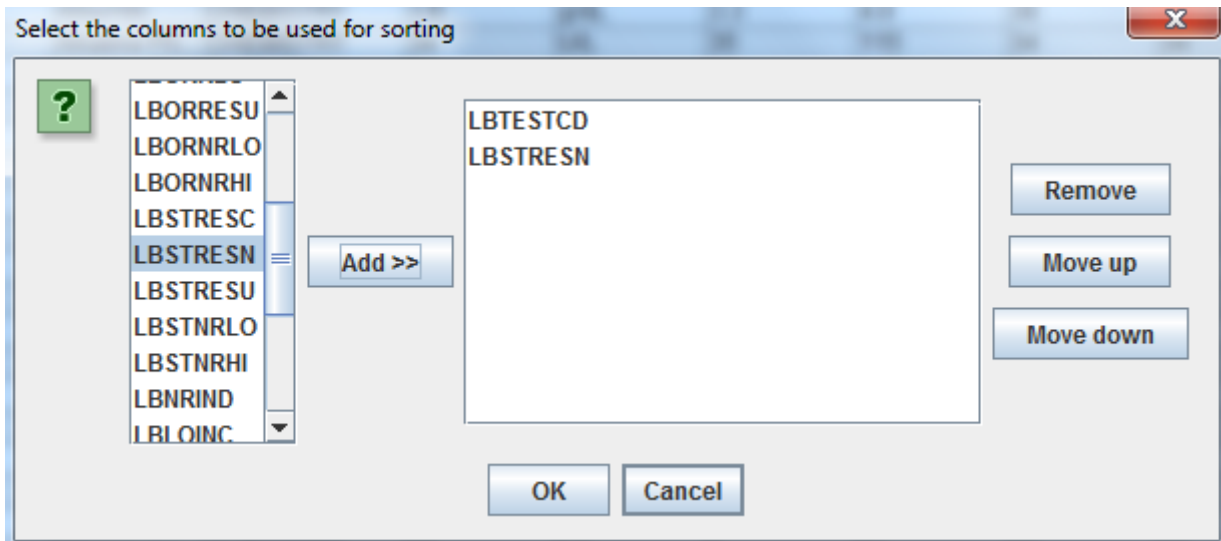 Select the columns to be used for sorting
?
LBORRESU
LBORNRLO
LBORNRHI
LBSTRESC
LBSTRESN
LBSTRESU
LBSTNRLO
LBSTNRHI
LBNRIND
LBLOINC
Add >>
LBTESTCD
LBSTRESN
Remove
Move up
Move down
OK
Cancel